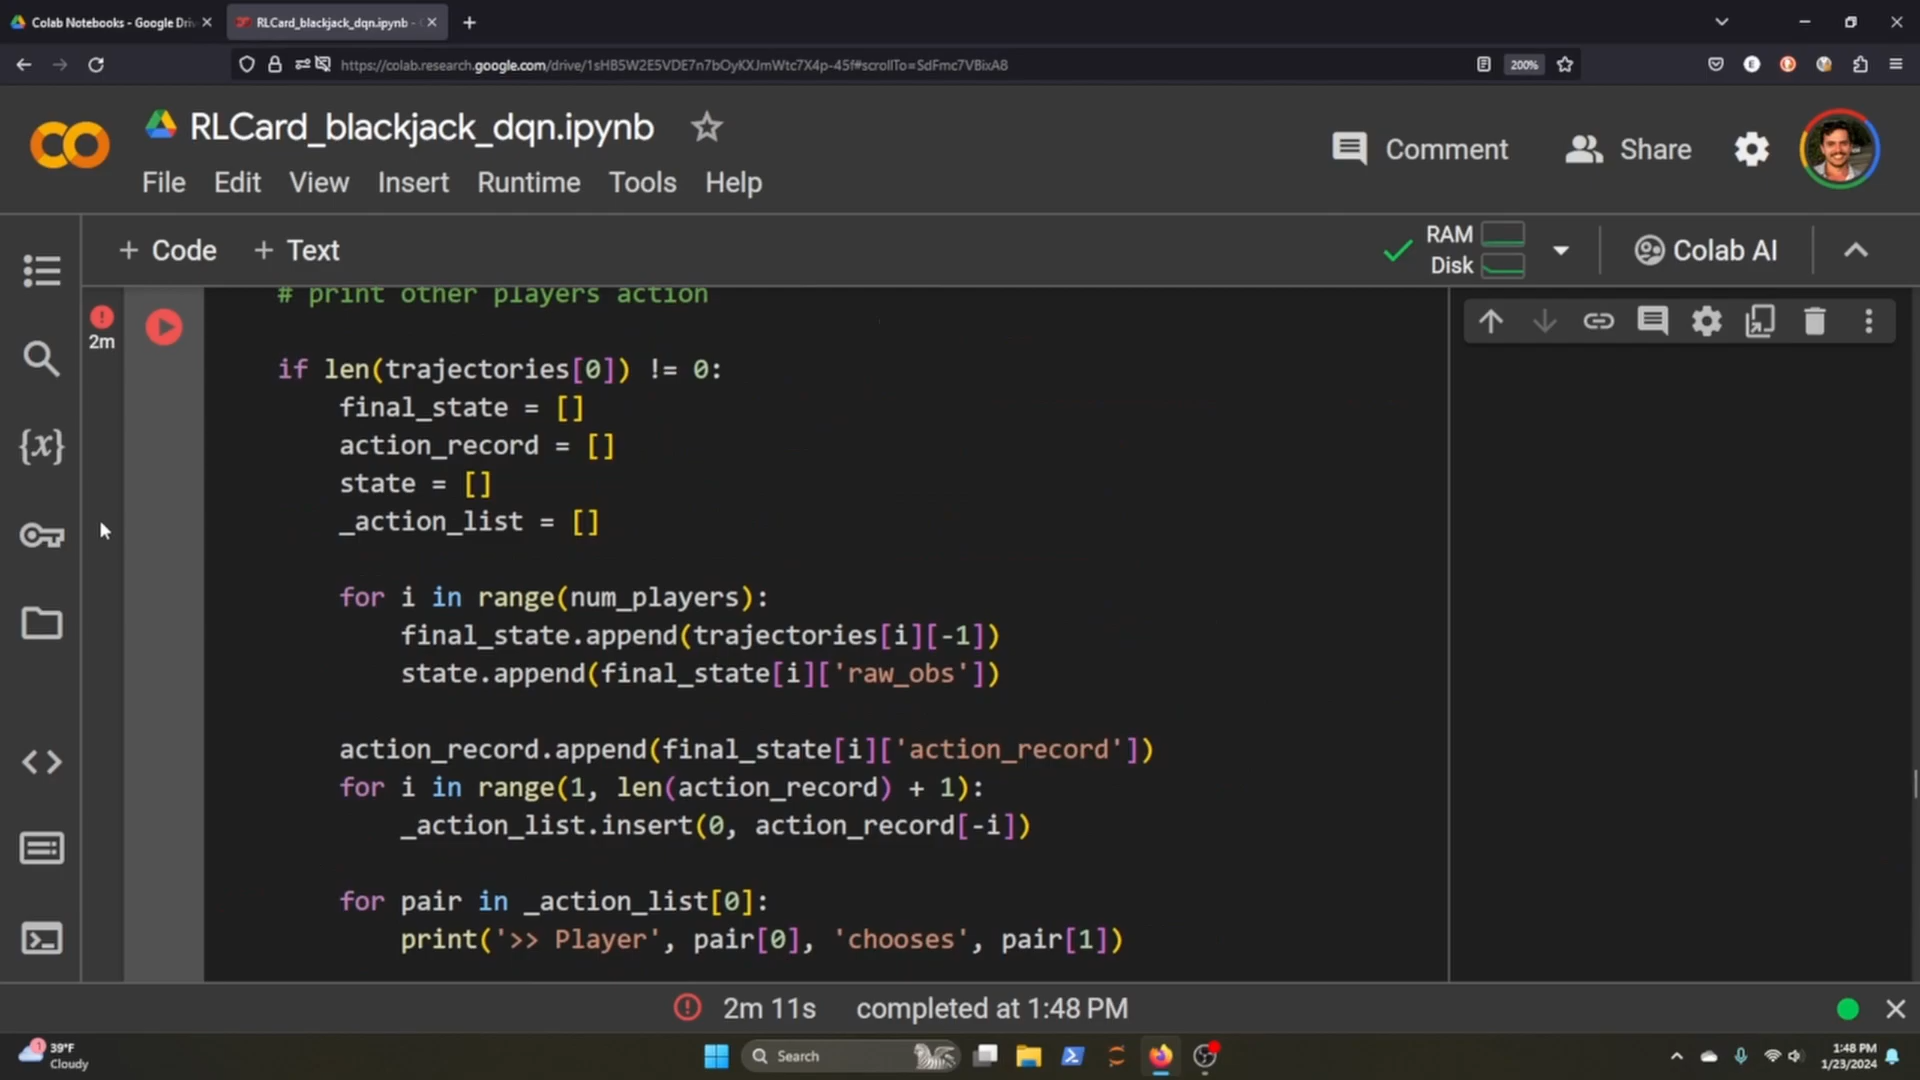 Colab Notebooks - Google Driv
RLCard_blackjack_dqn.ipynb -
https://colab.research.google.com/drive/1sHB5W2E5VDE7n7bOyKXJmWtc7X4p-45f#scrollTo=SdFmc7VBixA8
200%
RLCard_blackjack_dqn.ipynb
Comment
Share
File Edit View Insert Runtime Tools Help
+ Code + Text
RAM
Disk
Colab AI
2m
# print other players action
if len(trajectories[0]) != 0:
final_state = []
action_record = []
state = []
_action_list = []
for i in range(num_players):
final_state.append(trajectories[i][-1])
state.append(final_state[i]['raw_obs'])
action_record.append(final_state[i]['action_record'])
for i in range(1, len(action_record) + 1):
_action_list.insert(0, action_record[-i])
for pair in _action_list[0]:
print('>> Player', pair[0], 'chooses', pair[1])
2m 11s completed at 1:48 PM
1
39°F
Cloudy
Search
1:48 PM
1/23/2024